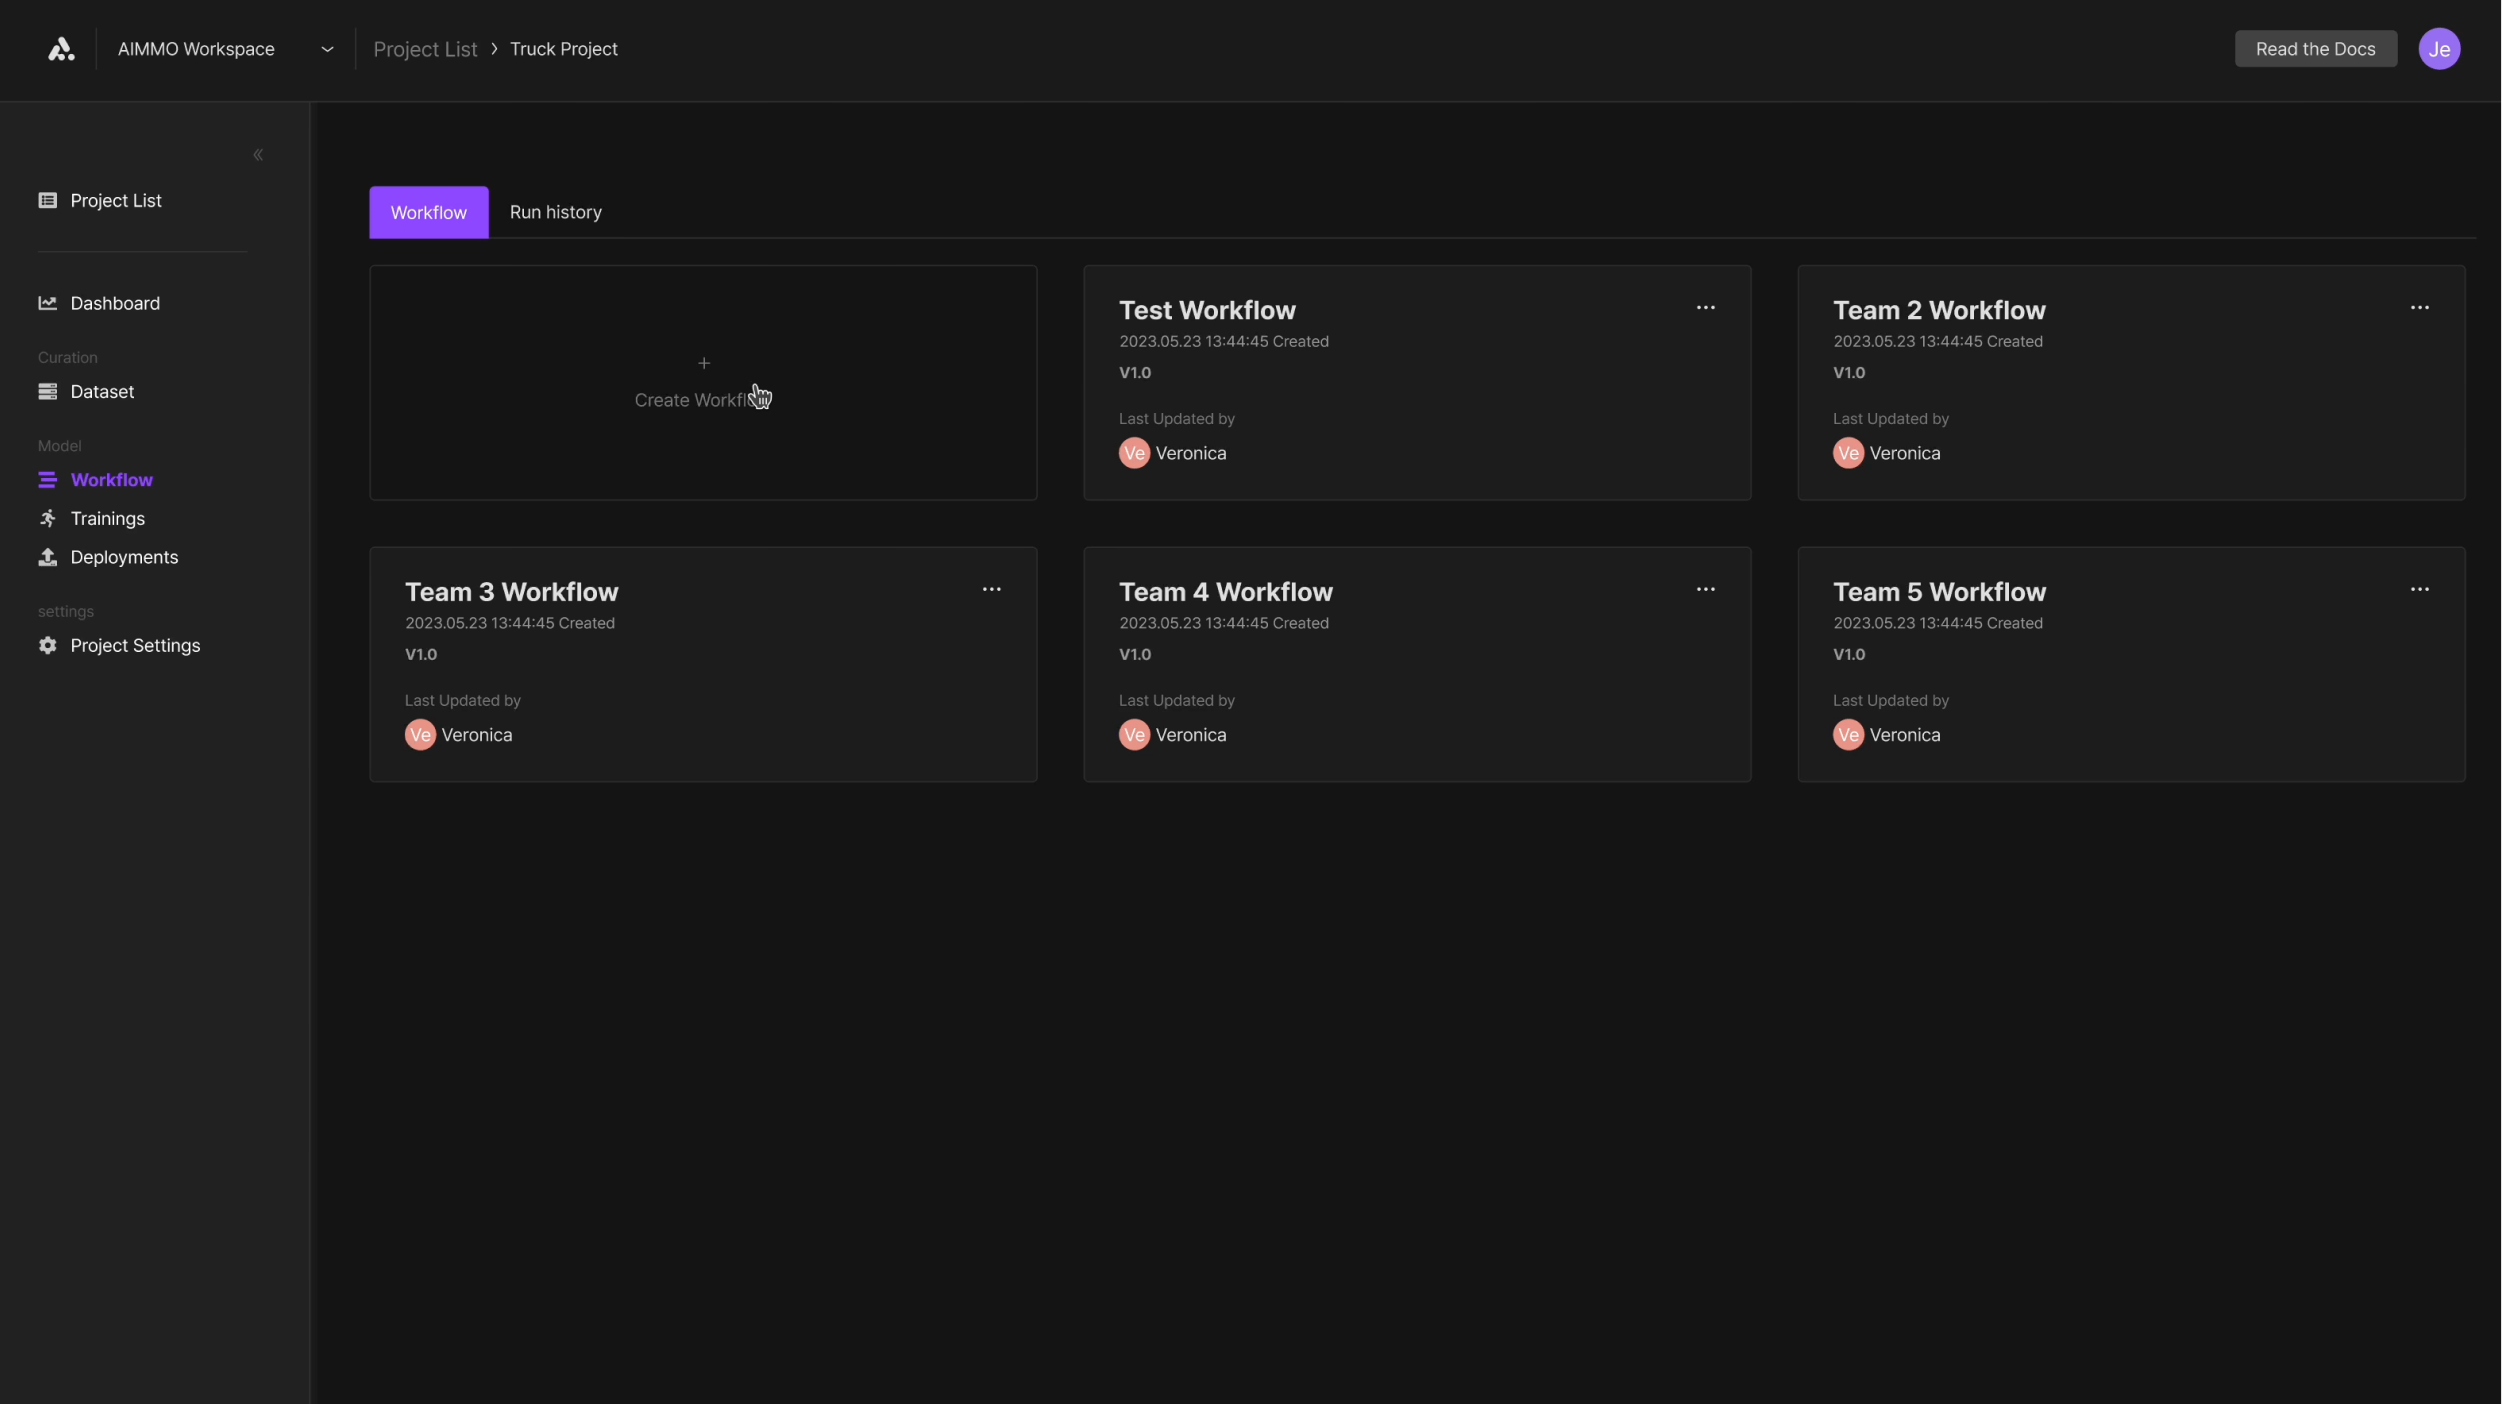 AIMMO Workspace
Project List › Truck Project
Read the Docs
Je
Project List
Dashboard
Curation
Dataset
Model
Workflow
Trainings
Deployments
settings
Project Settings
Workflow
Run history
+
Create Workfl
Test Workflow
2023.05.23 13:44:45 Created
V1.0
Last Updated by
Ve Veronica
Team 2 Workflow
2023.05.23 13:44:45 Created
V1.0
Last Updated by
Ve Veronica
Team 3 Workflow
2023.05.23 13:44:45 Created
V1.0
Last Updated by
Ve Veronica
Team 4 Workflow
2023.05.23 13:44:45 Created
V1.0
Last Updated by
Ve Veronica
Team 5 Workflow
2023.05.23 13:44:45 Created
V1.0
Last Updated by
Ve Veronica